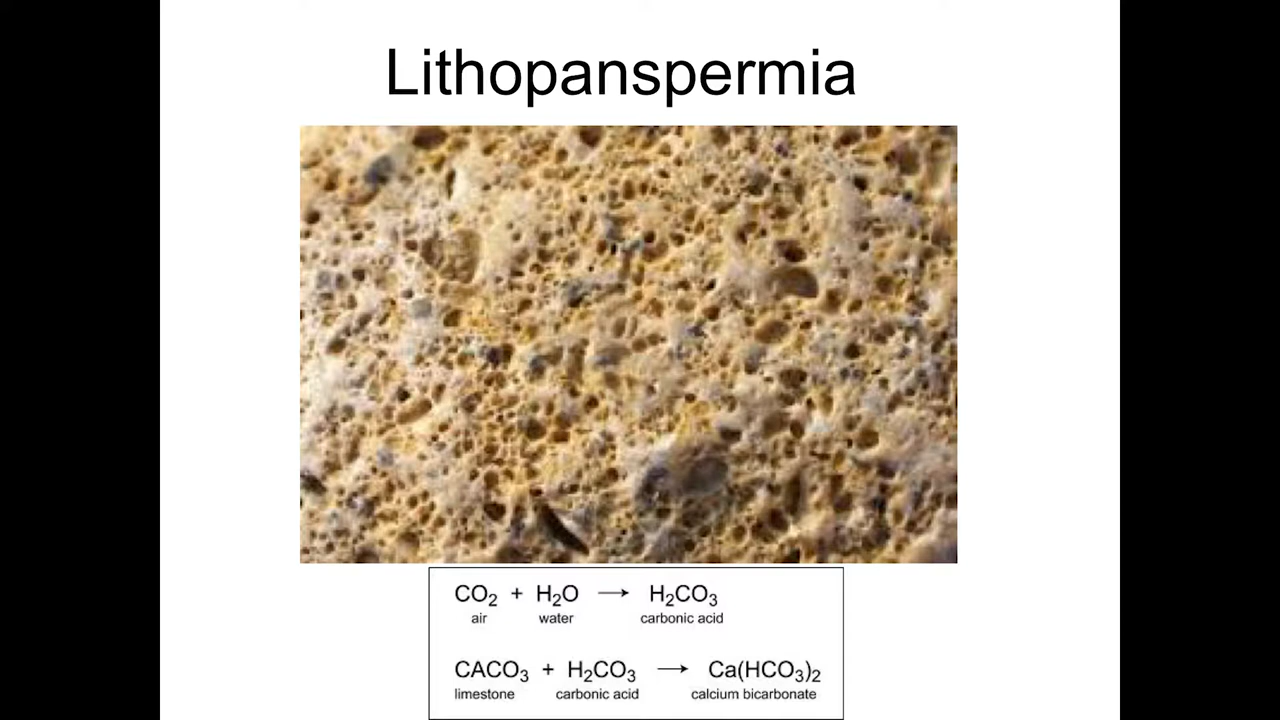 Lithopanspermia
CO₂ + H₂O → H₂CO₃
air water carbonic acid
CACO₃ + H₂CO₃ → Ca(HCO₃)₂
limestone carbonic acid calcium bicarbonate